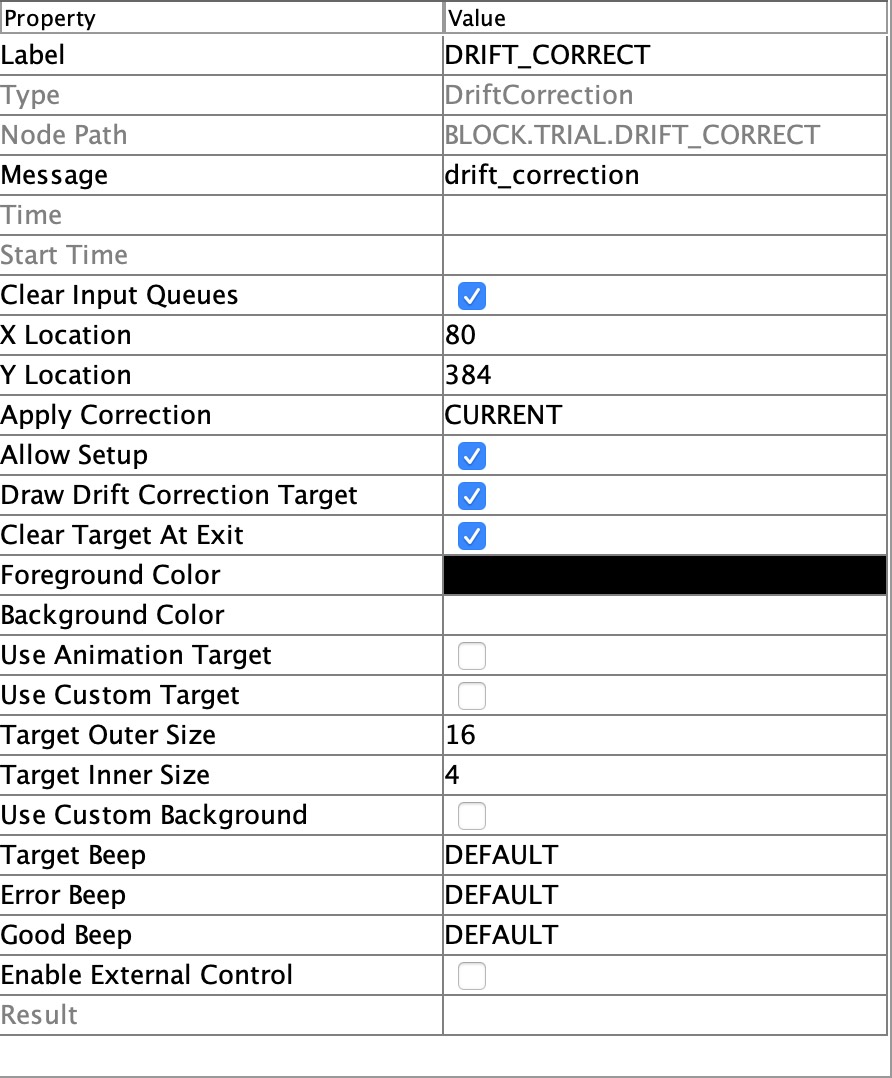 Property Value
Label DRIFT_CORRECT
Type DriftCorrection
Node Path BLOCK.TRIAL.DRIFT_CORRECT
Message drift_correction
Time
Start Time
Clear Input Queues
X Location 80
Y Location 384
Apply Correction CURRENT
Allow Setup
Draw Drift Correction Target
Clear Target At Exit
Foreground Color
Background Color
Use Animation Target
Use Custom Target
Target Outer Size 16
Target Inner Size 4
Use Custom Background
Target Beep DEFAULT
Error Beep DEFAULT
Good Beep DEFAULT
Enable External Control
Result